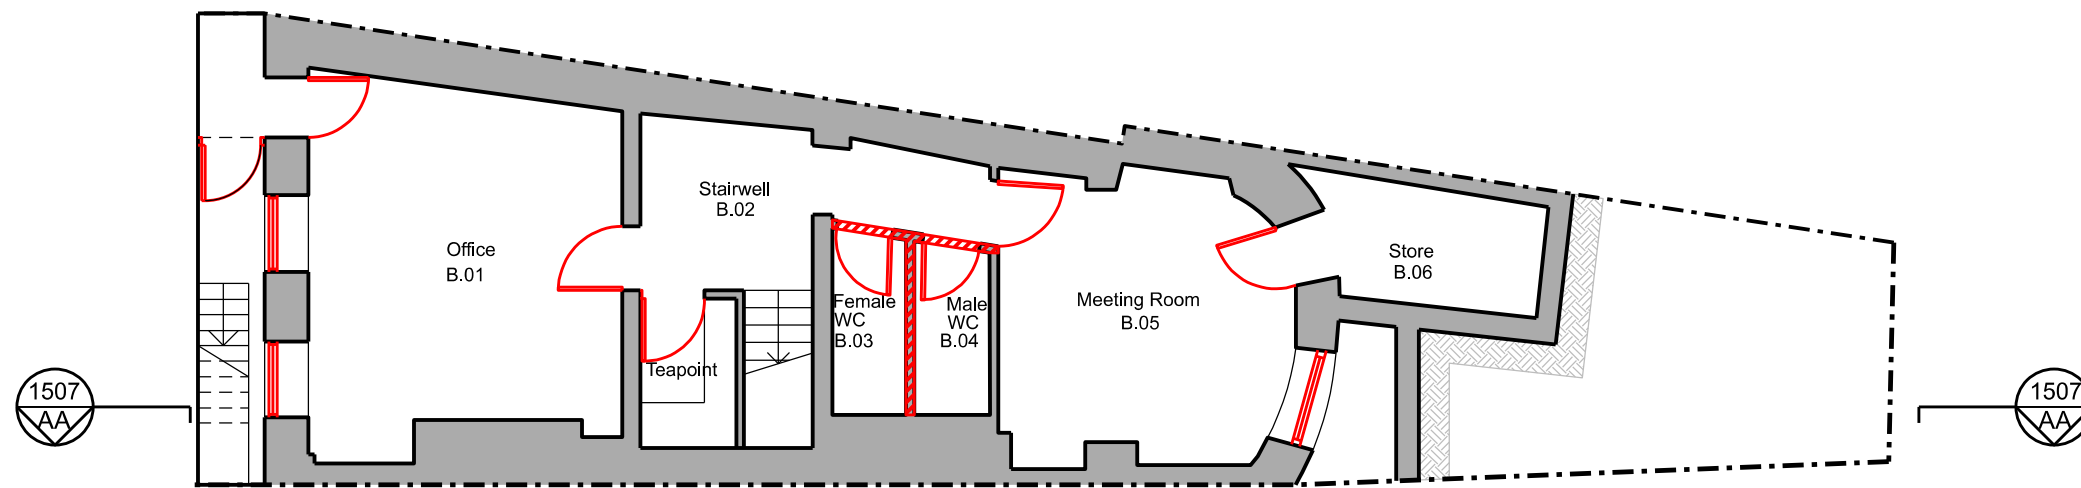 Stairwell
B.02
Office
B.01
Store
B.06
Female
WC
B.03
Male
WC
B.04
Meeting Room
B.05
Teapoint
1507
AA
1507
AA